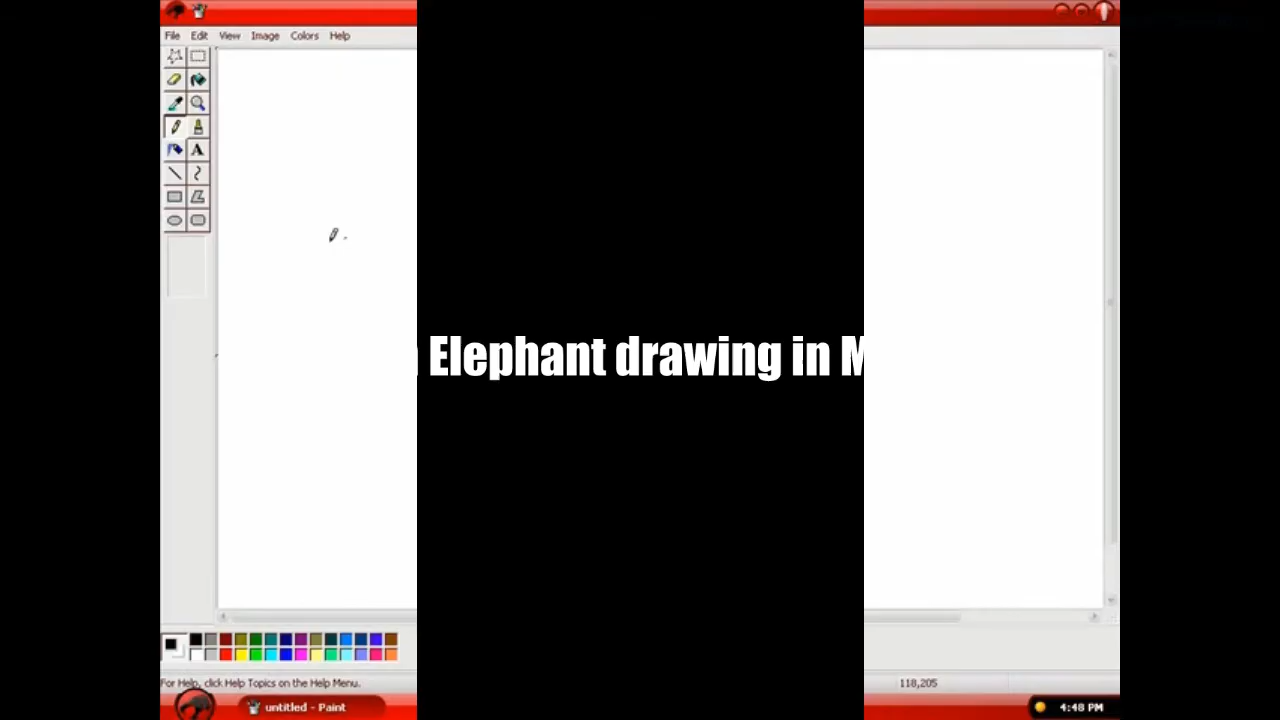 File Edit View Image Colors Help
A
Elephant drawing in M
For Help, click Help Topics on the Help Menu.
118,205
untitled - Paint
4:48 PM